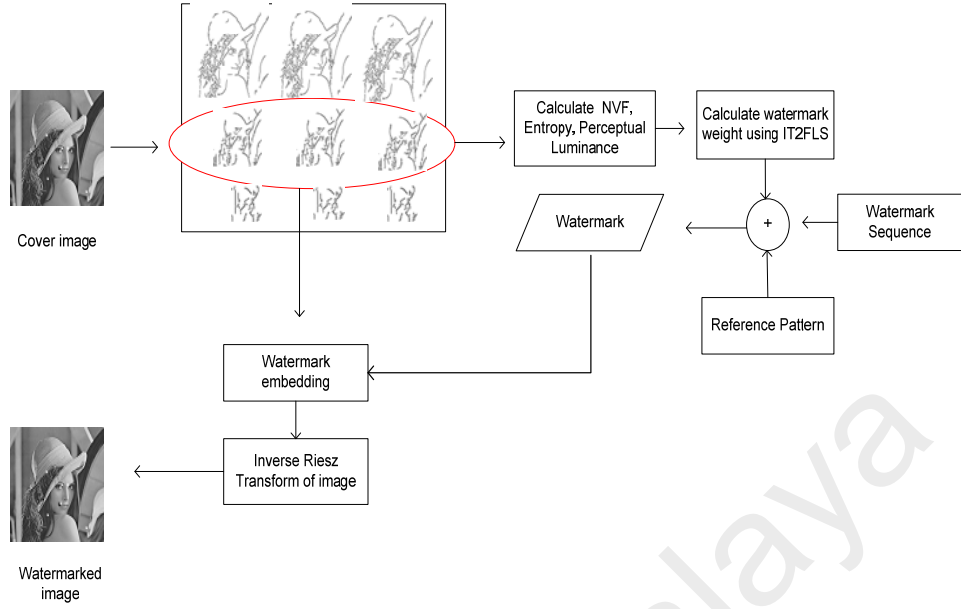 Cover image
Calculate NVF,
Entropy, Perceptual
Luminance
Calculate watermark
weight using IT2FLS
Watermark
+
Watermark
Sequence
Reference Pattern
Watermark
embedding
Inverse Riesz
Transform of image
Watermarked
image
laya